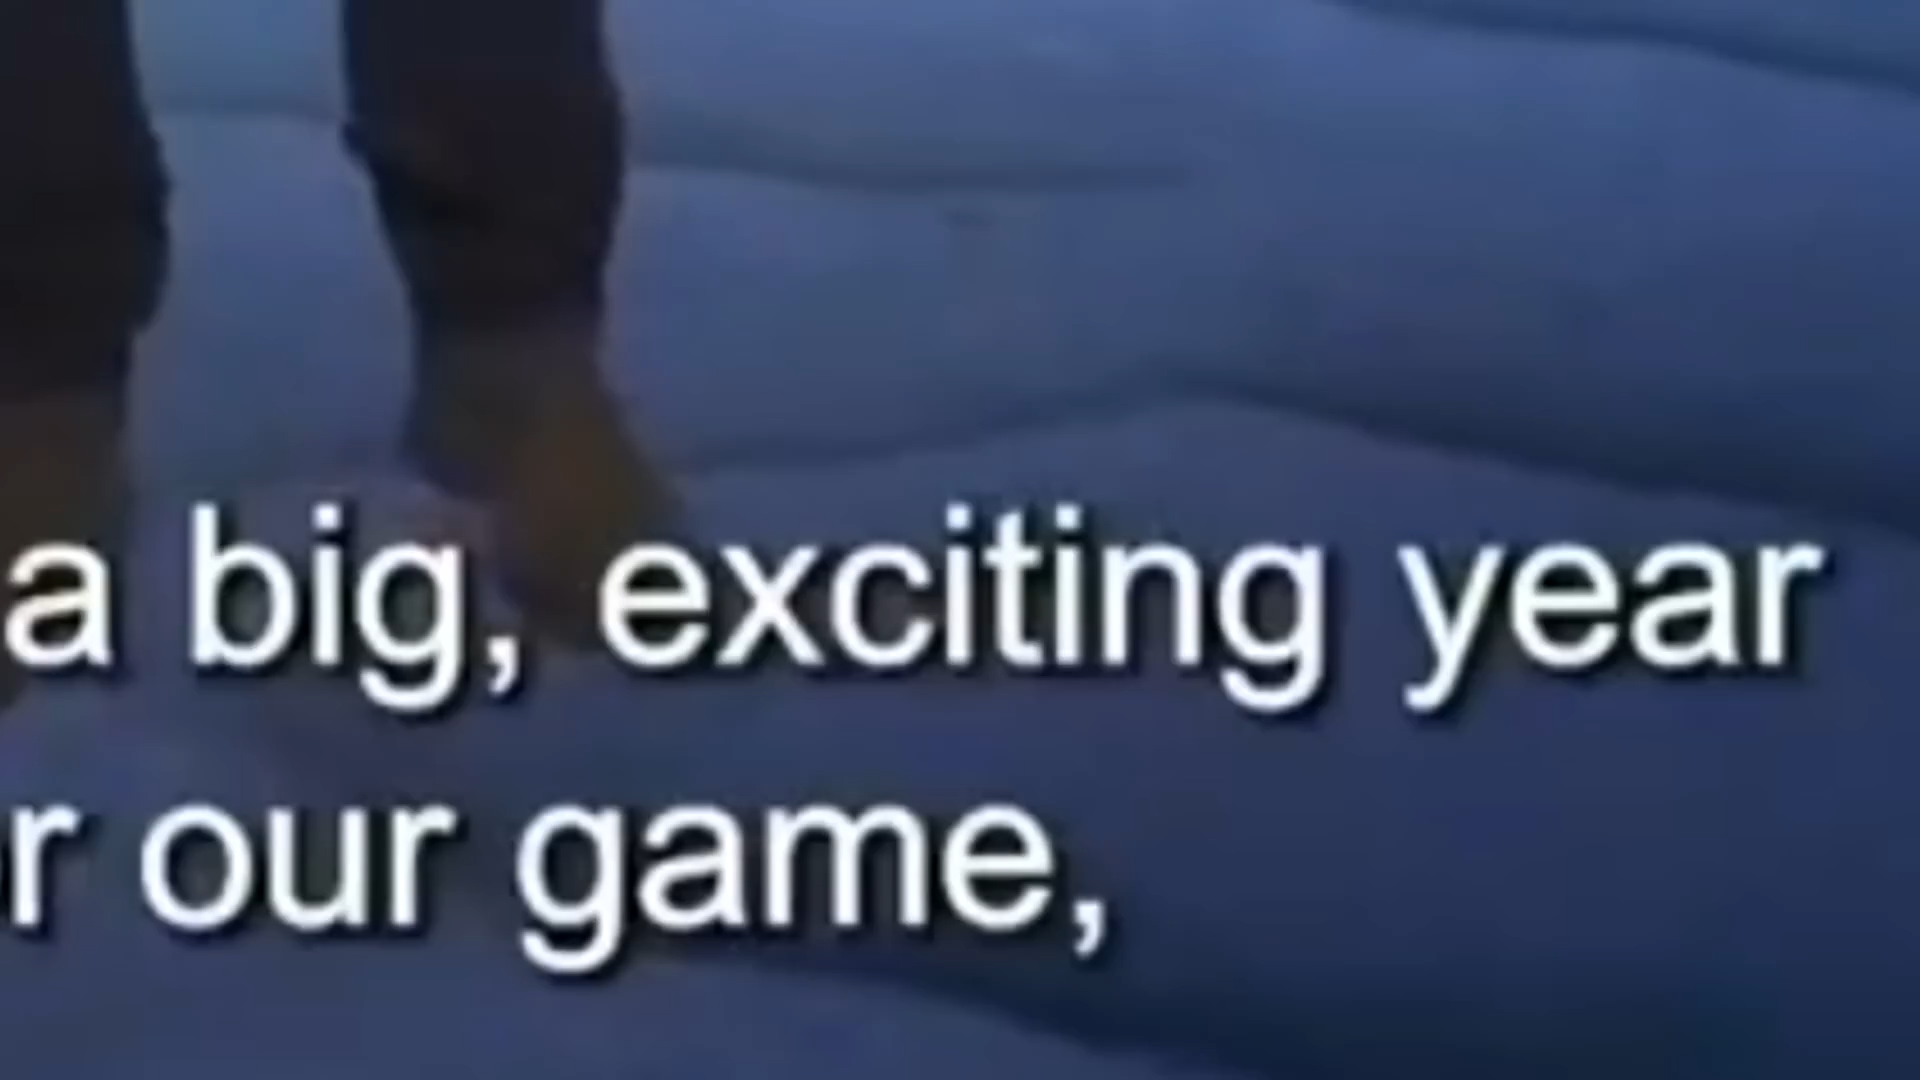 a big, exciting year
r our game,